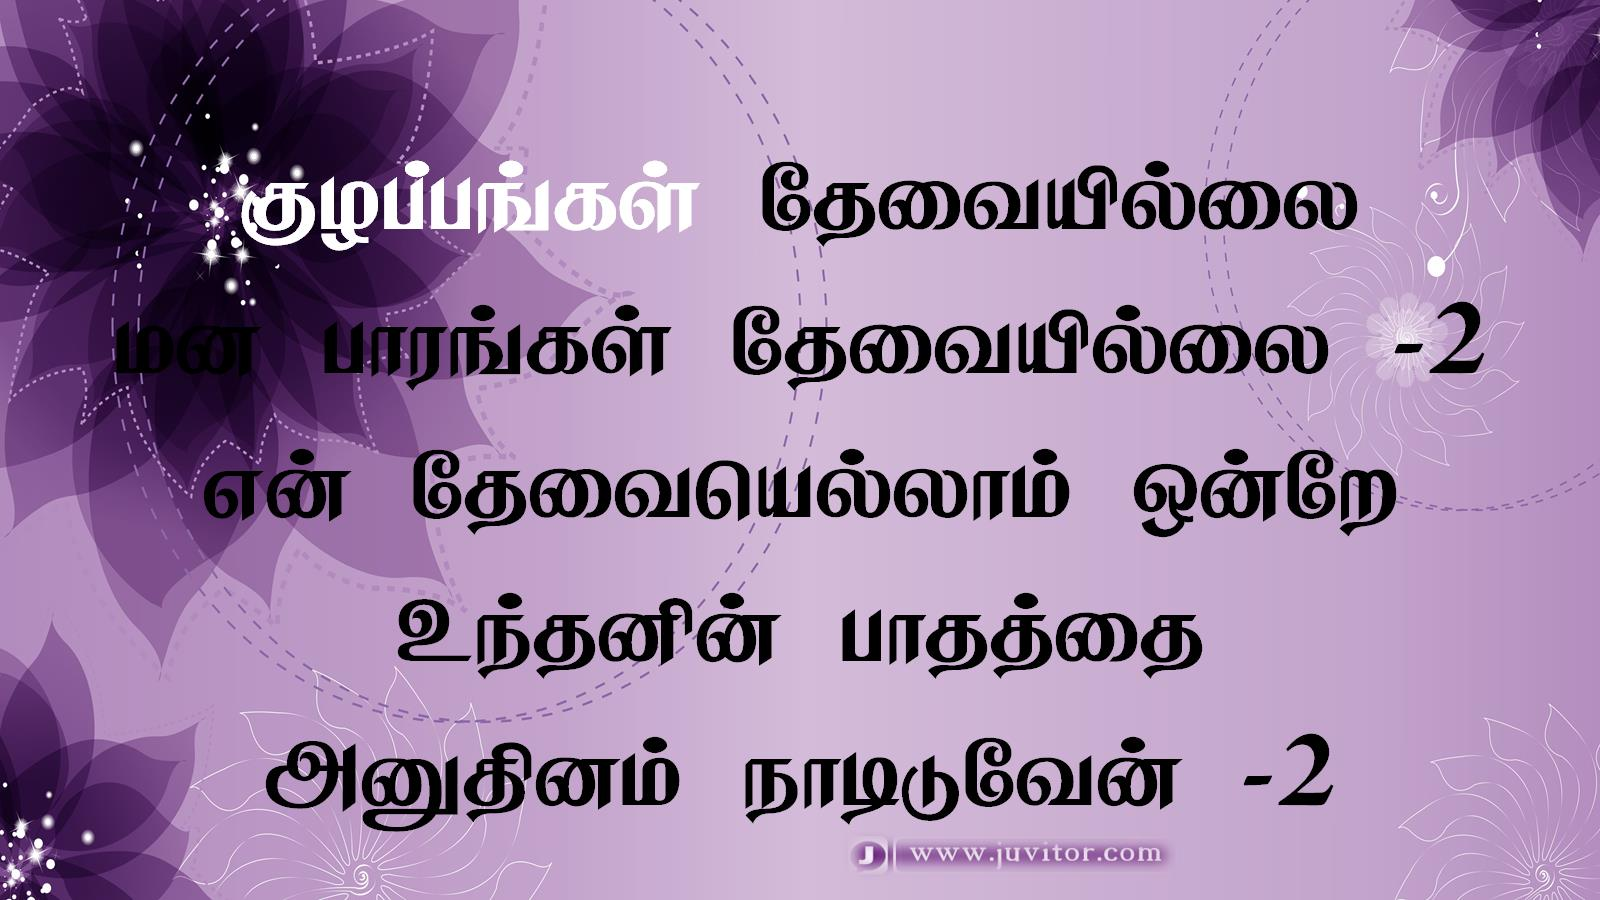 குழப்பங்கள் தேவையில்லை
மன பாரங்கள் தேவையில்லை -2
என் தேவையெல்லாம் ஒன்றே
உந்தனின் பாதத்தை
அனுதினம் நாடிடுவேன் -2
J www.juvitor.com